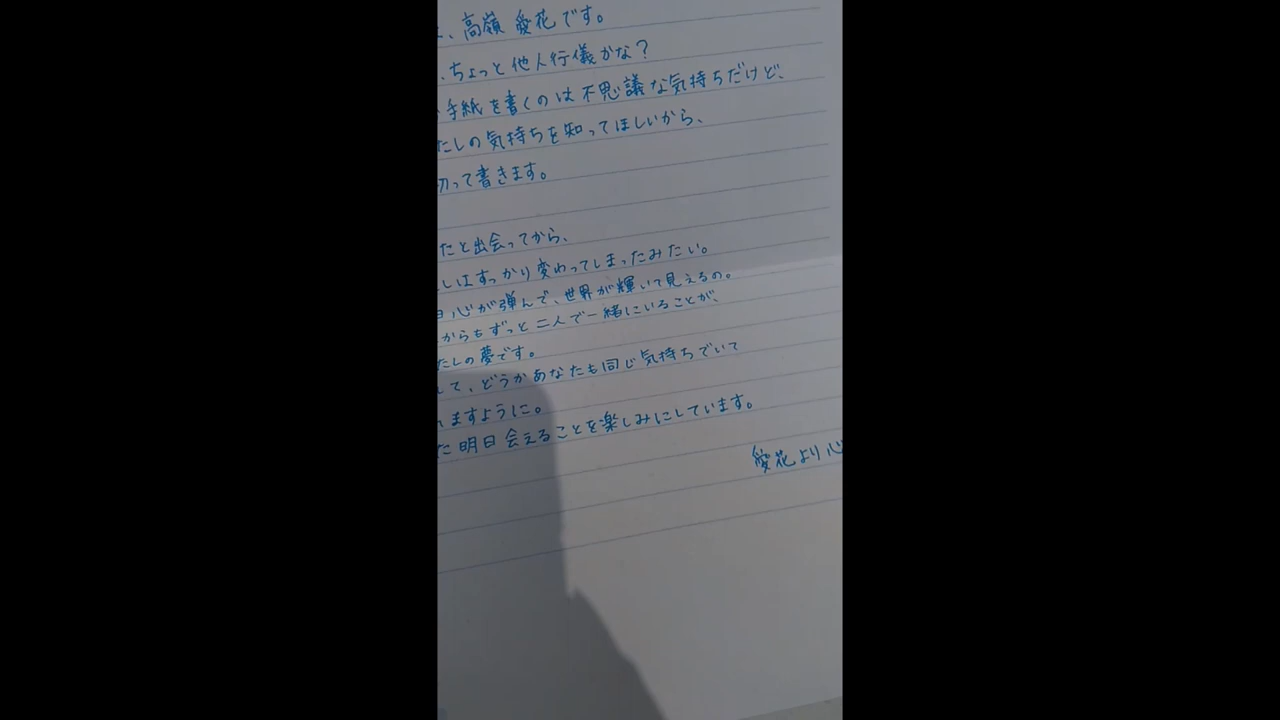 、高嶺 愛花です。
、ちょっと他人行儀かな?
手紙を書くのは不思議な気持ちだけど、
たしの気持ちを知ってほしいから、
切って書きます。
たと出会ってから、
しはすっかり変わってしまったみたい。
日心が弾んで、世界が輝いて見えるの。
からもずっと二人で一緒にいることが、
たしの夢です。
して、どうかあなたも同じ気持ちでいて
ますように。
た明日会えることを楽しみにしています。
愛花より心